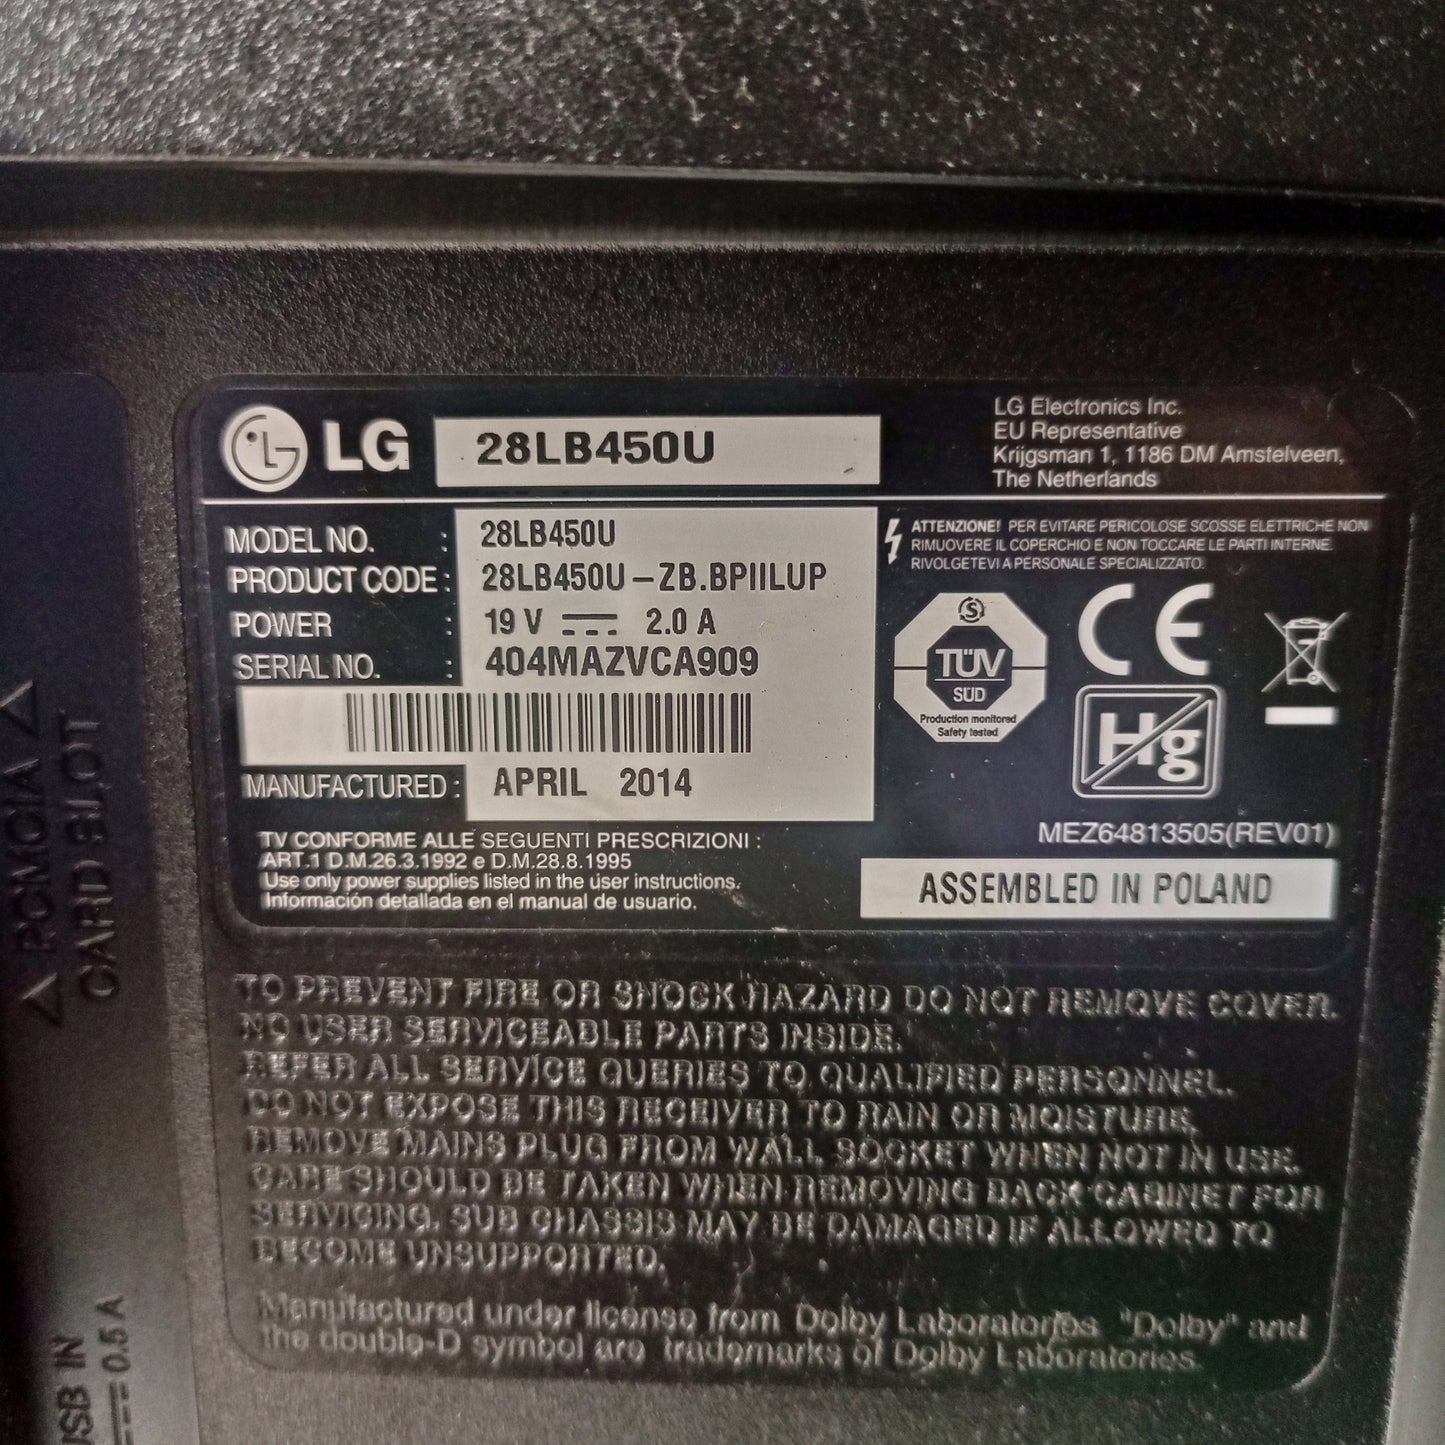 LG 28LB450U
LG Electronics Inc.
EU Representative
Krijgsman 1, 1186 DM Amstelveen,
The Netherlands
MODEL NO. : 28LB450U
PRODUCT CODE : 28LB450U-ZB.BPIILUP
POWER : 19 V 2.0 A
SERIAL NO. : 404MAZVCA909
MANUFACTURED : APRIL 2014
TV CONFORME ALLE SEGUENTI PRESCRIZIONI :
ART.1 D.M.26.3.1992 e D.M.28.8.1995
Use only power supplies listed in the user instructions.
Información detallada en el manual de usuario.
ATTENZIONE! PER EVITARE PERICOLOSE SCOSSE ELETTRICHE NON
RIMUOVERE IL COPERCHIO E NON TOCCARE LE PARTI INTERNE.
RIVOLGETEVI A PERSONALE SPECIALIZZATO.
S
TÜV
SÜD
Production monitored
Safety tested
CE
Hg
MEZ64813505(REV01)
ASSEMBLED IN POLAND
TO PREVENT FIRE OR SHOCK HAZARD DO NOT REMOVE COVER.
NO USER SERVICEABLE PARTS INSIDE.
REFER ALL SERVICE QUERIES TO QUALIFIED PERSONNEL.
DO NOT EXPOSE THIS RECEIVER TO RAIN OR MOISTURE.
REMOVE MAINS PLUG FROM WALL SOCKET WHEN NOT IN USE.
CARE SHOULD BE TAKEN WHEN REMOVING BACK CABINET FOR
SERVICING. SUB CHASSIS MAY BE DAMAGED IF ALLOWED TO
BECOME UNSUPPORTED.
Manufactured under license from Dolby Laboratories. "Dolby" and
the double-D symbol are trademarks of Dolby Laboratories.
PCMCIA
CARD SLOT
USB IN
0.5 A